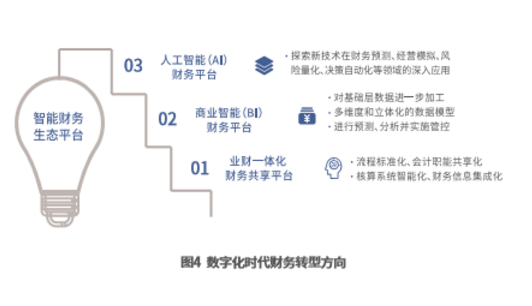 智能财务
生态平台
03
人工智能（AI）
财务平台
·探索新技术在财务预测、经营模拟、风
险量化、决策自动化等领域的深入应用
02
商业智能（BI）
财务平台
·对基础层数据进一步加工
·多维度和立体化的数据模型
·进行预测、分析并实施管控
01
业财一体化
财务共享平台
·流程标准化、会计职能共享化
·核算系统智能化、财务信息集成化
图4 数字化时代财务转型方向